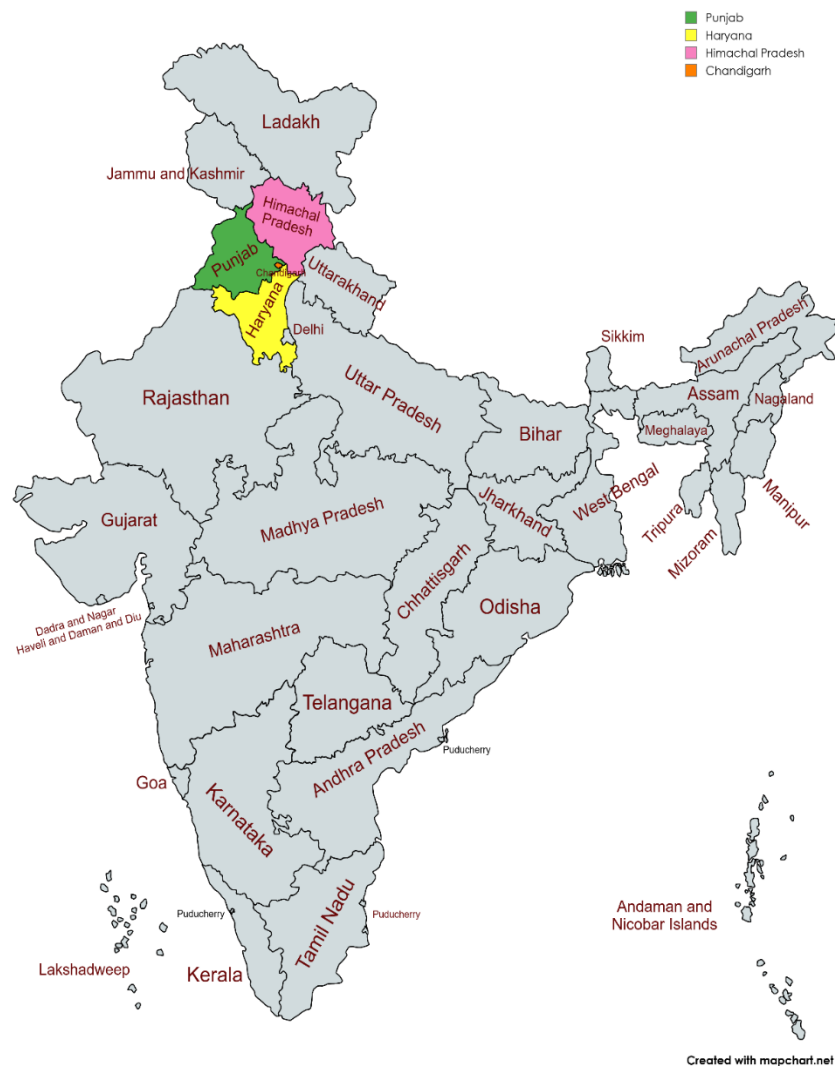 Punjab
Haryana
Himachal Pradesh
Chandigarh
Ladakh
Jammu and Kashmir
Himachal
Pradesh
Punjab
Chandigarh
Uttarakhand
Haryana
Delhi
Sikkim
Arunachal Pradesh
Rajasthan
Uttar Pradesh
Assam
Nagaland
Bihar
Meghalaya
Gujarat
Madhya Pradesh
Jharkhand
West Bengal
Tripura
Manipur
Mizoram
Chhattisgarh
Odisha
Dadra and Nagar
Haveli and Daman and Diu
Maharashtra
Telangana
Andhra Pradesh
Puducherry
Goa
Karnataka
Puducherry
Tamil Nadu
Puducherry
Andaman and
Nicobar Islands
Lakshadweep
Kerala
Created with mapchart.net